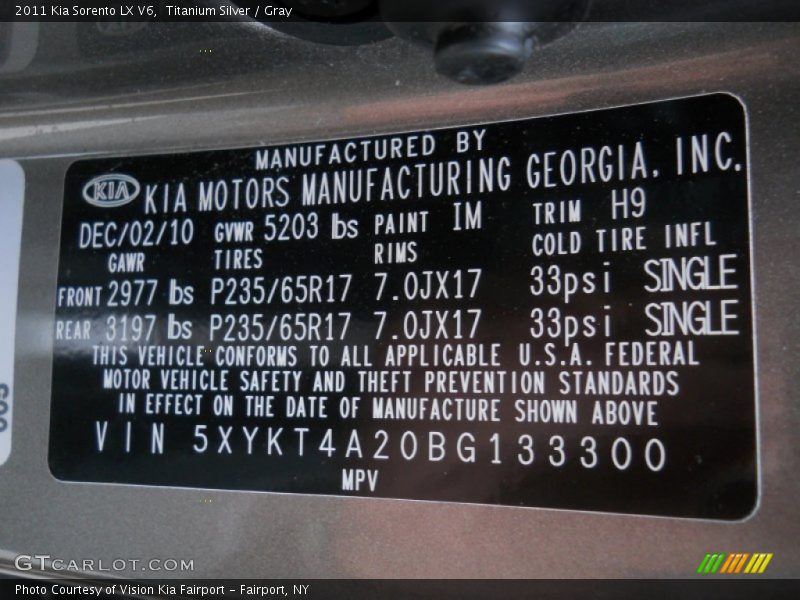 2011 Kia Sorento LX V6, Titanium Silver / Gray
MANUFACTURED BY
KIA KIA MOTORS MANUFACTURING GEORGIA, INC.
DEC/02/10 GVWR 5203 lbs PAINT IM TRIM H9
GAWR TIRES RIMS COLD TIRE INFL
FRONT 2977 lbs P235/65R17 7.0JX17 33psi SINGLE
REAR 3197 lbs P235/65R17 7.0JX17 33psi SINGLE
THIS VEHICLE CONFORMS TO ALL APPLICABLE U.S.A. FEDERAL
MOTOR VEHICLE SAFETY AND THEFT PREVENTION STANDARDS
IN EFFECT ON THE DATE OF MANUFACTURE SHOWN ABOVE
VIN 5XYKT4A20BG133300
MPV
GTCARLOT.COM
Photo Courtesy of Vision Kia Fairport - Fairport, NY